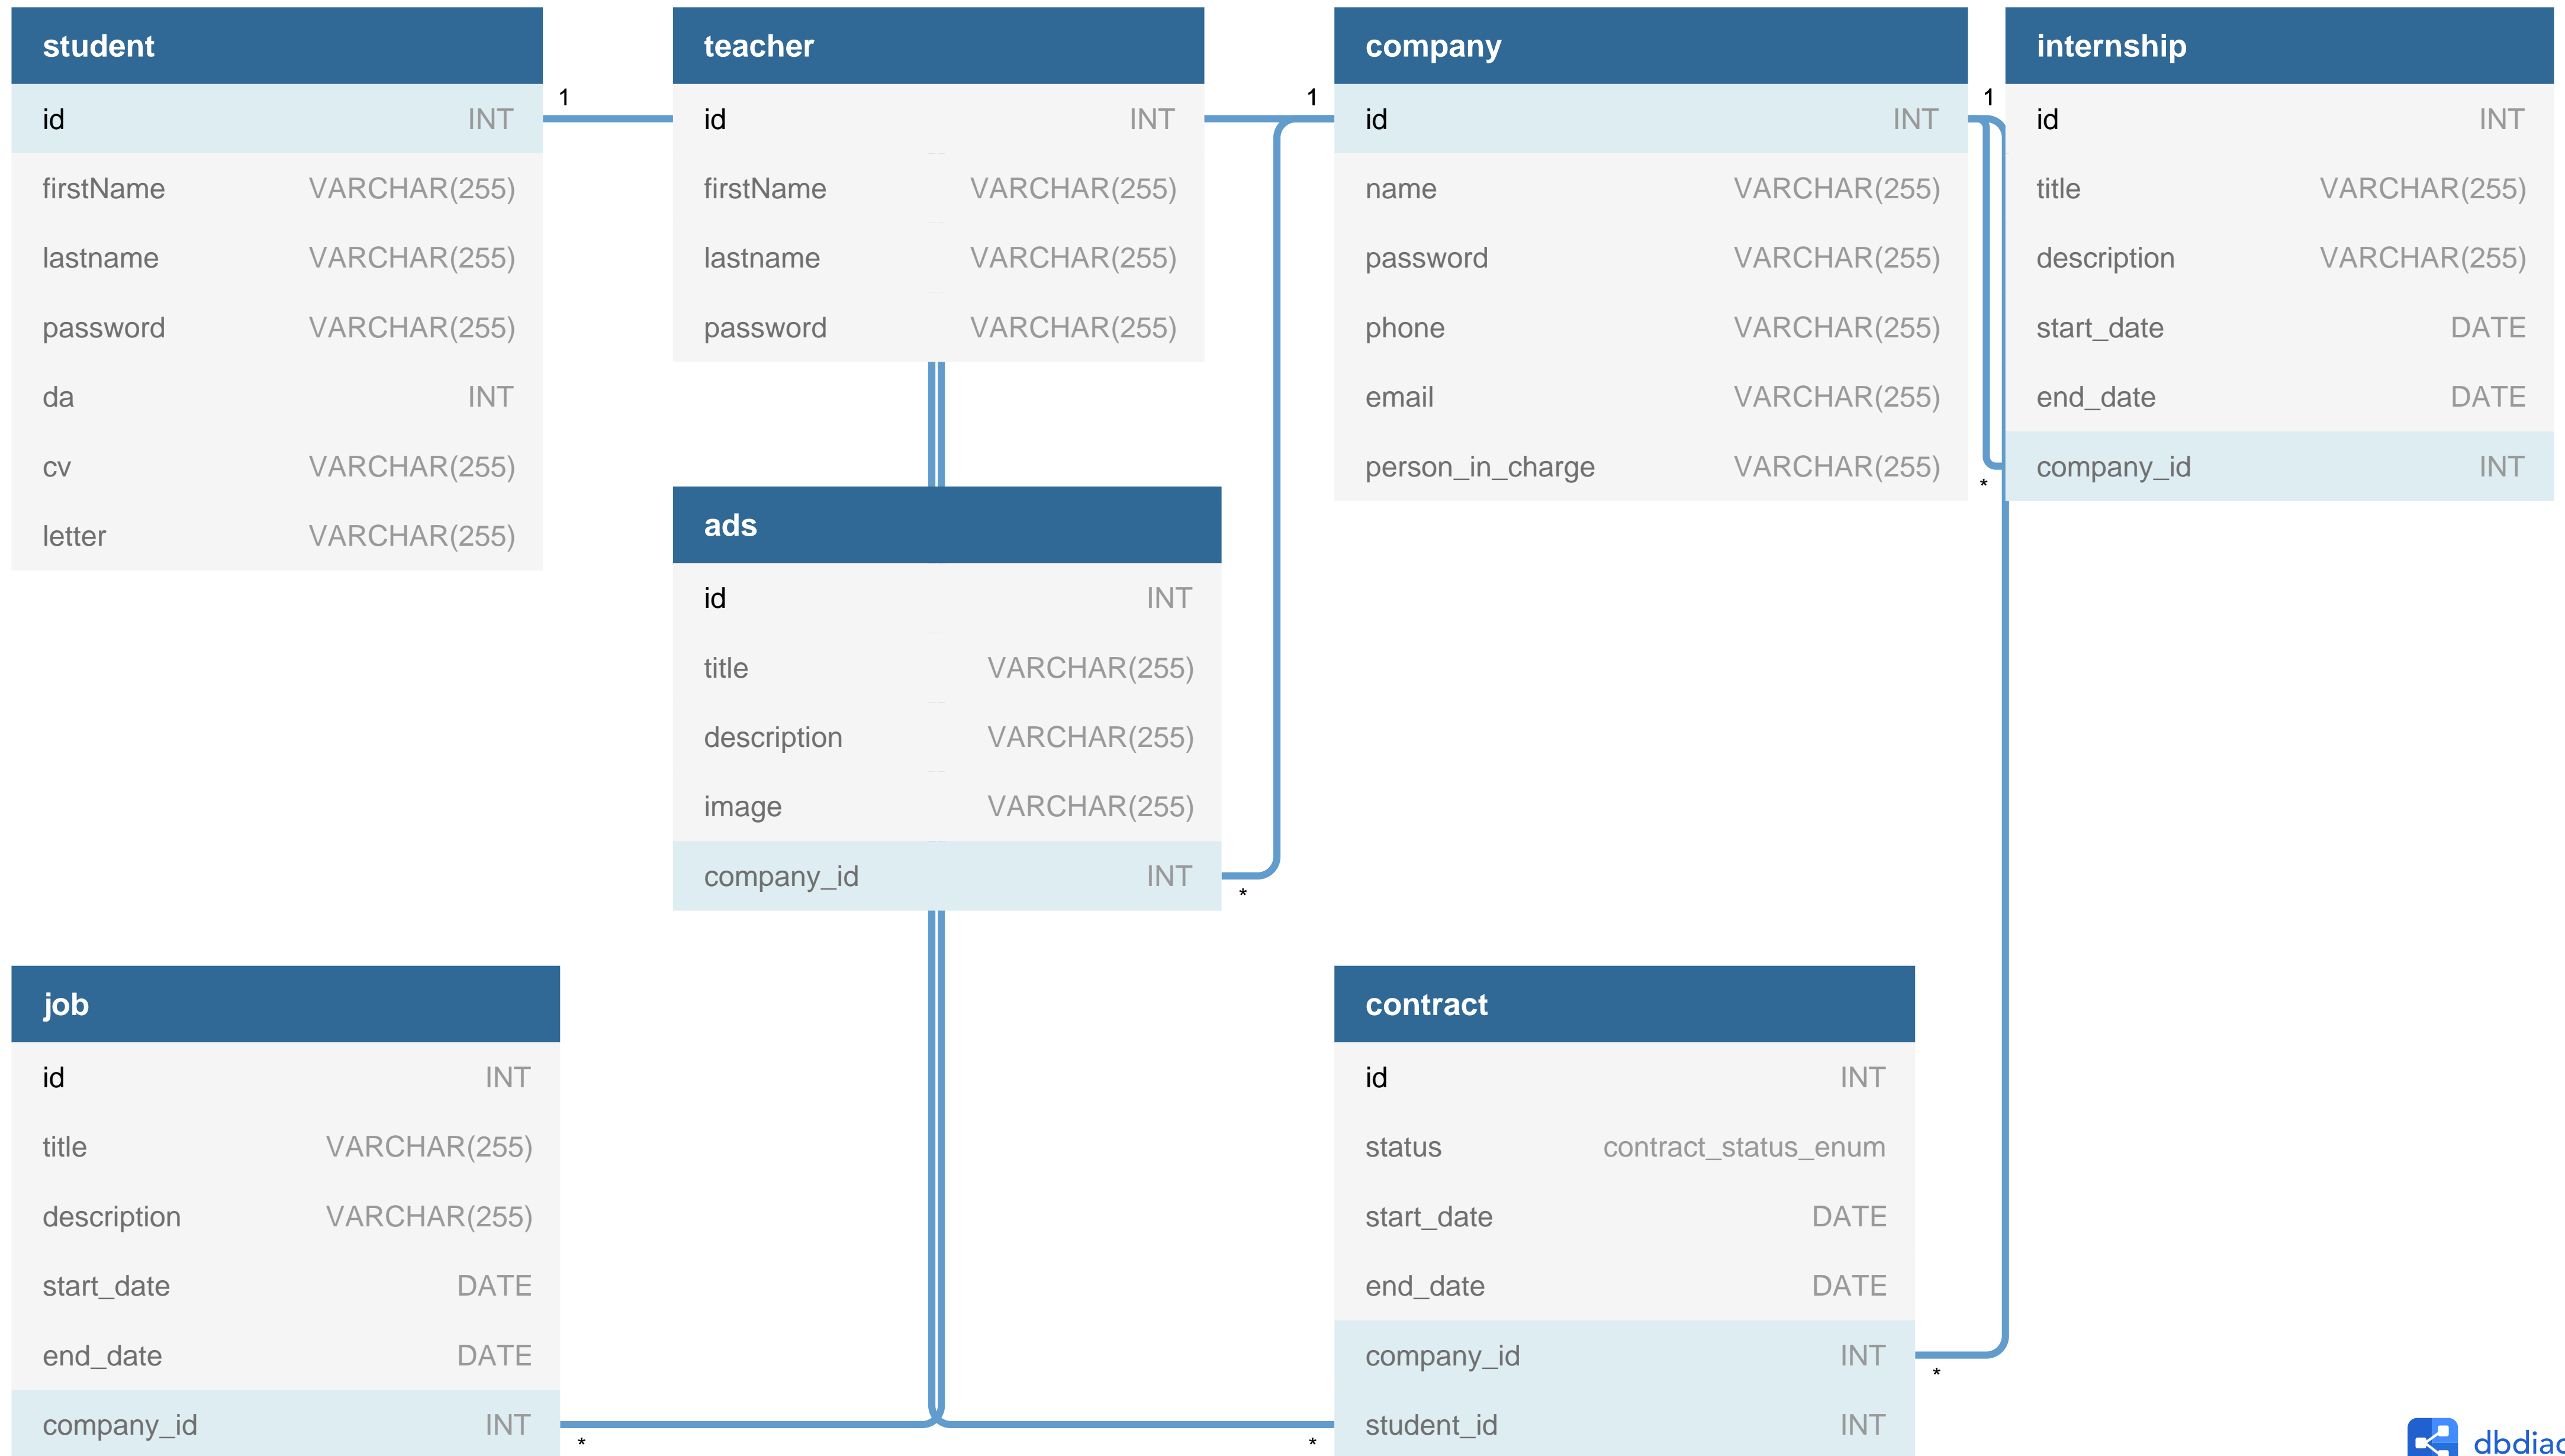 student
id INT
firstName VARCHAR(255)
lastname VARCHAR(255)
password VARCHAR(255)
da INT
cv VARCHAR(255)
letter VARCHAR(255)
1
teacher
id INT
firstName VARCHAR(255)
lastname VARCHAR(255)
password VARCHAR(255)
1
company
id INT
name VARCHAR(255)
password VARCHAR(255)
phone VARCHAR(255)
email VARCHAR(255)
person_in_charge VARCHAR(255)
1
*
internship
id INT
title VARCHAR(255)
description VARCHAR(255)
start_date DATE
end_date DATE
company_id INT
ads
id INT
title VARCHAR(255)
description VARCHAR(255)
image VARCHAR(255)
company_id INT
*
job
id INT
title VARCHAR(255)
description VARCHAR(255)
start_date DATE
end_date DATE
company_id INT
*
contract
id INT
status contract_status_enum
start_date DATE
end_date DATE
company_id INT
*
student_id INT
*